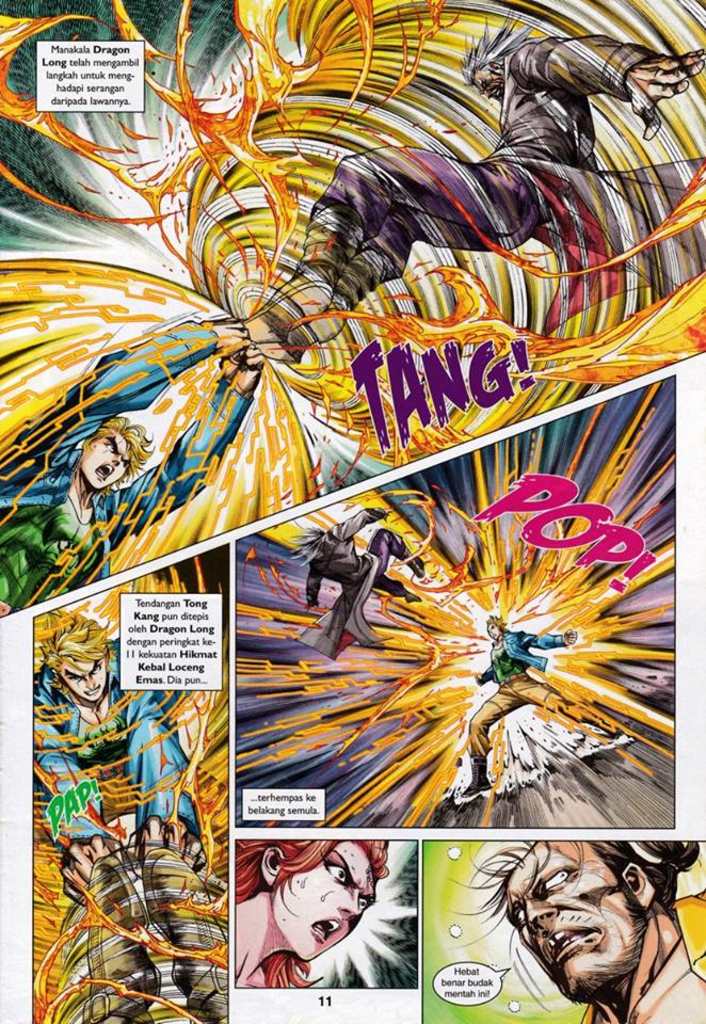 Manakala Dragon
Long telah mengambil
langkah untuk meng-
hadapi serangan
daripada lawannya.
TANG!
POP!
Tendangan Tong
Kang pun ditepis
oleh Dragon Long
dengan peringkat ke-
11 kekuatan Hikmat
Kebal Loceng
Emas. Dia pun...
PAP!
...terhempas ke
belakang semula.
Hebat
benar budak
mentah ini!
11